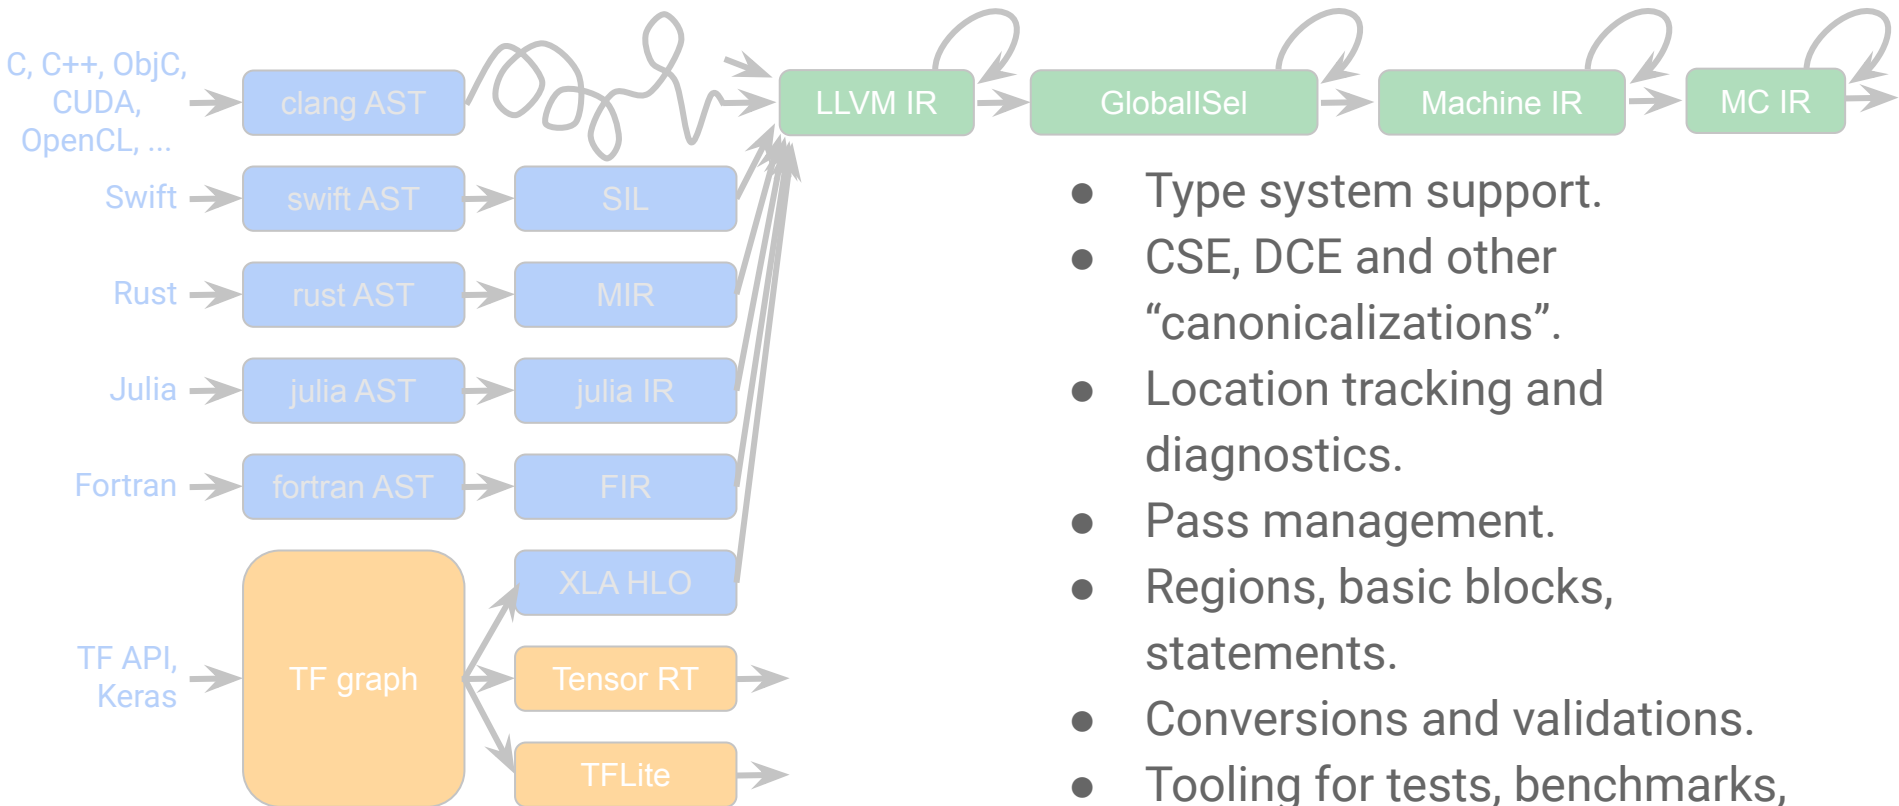 C, C++, ObjC,
CUDA,
OpenCL, ...
clang AST
LLVM IR
GlobalISel
Machine IR
MC IR
Swift
swift AST
SIL
Rust
rust AST
MIR
Julia
julia AST
julia IR
Fortran
fortran AST
FIR
TF API,
Keras
TF graph
XLA HLO
Tensor RT
TFLite
● Type system support.
● CSE, DCE and other
“canonicalizations”.
● Location tracking and
diagnostics.
● Pass management.
● Regions, basic blocks,
statements.
● Conversions and validations.
● Tooling for tests, benchmarks,